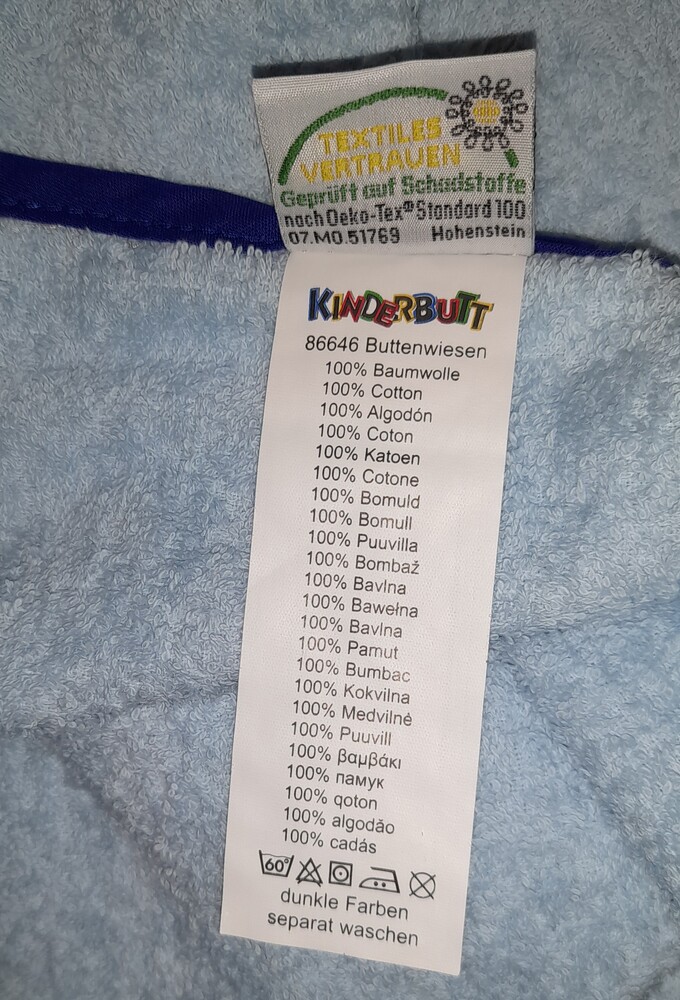 TEXTILES
VERTRAUEN
Geprüft auf Schadstoffe
nach Oeko-Tex® Standard 100
07.M0.51769 Hohenstein
KINDERBUTT
86646 Buttenwiesen
100% Baumwolle
100% Cotton
100% Algodón
100% Coton
100% Katoen
100% Cotone
100% Bomuld
100% Bomull
100% Puuvilla
100% Bombaž
100% Bavlna
100% Bawełna
100% Bavlna
100% Pamut
100% Bumbac
100% Kokvilna
100% Medvilnė
100% Puuvill
100% βαμβάκι
100% памук
100% qoton
100% algodão
100% cadás
60°
dunkle Farben
separat waschen